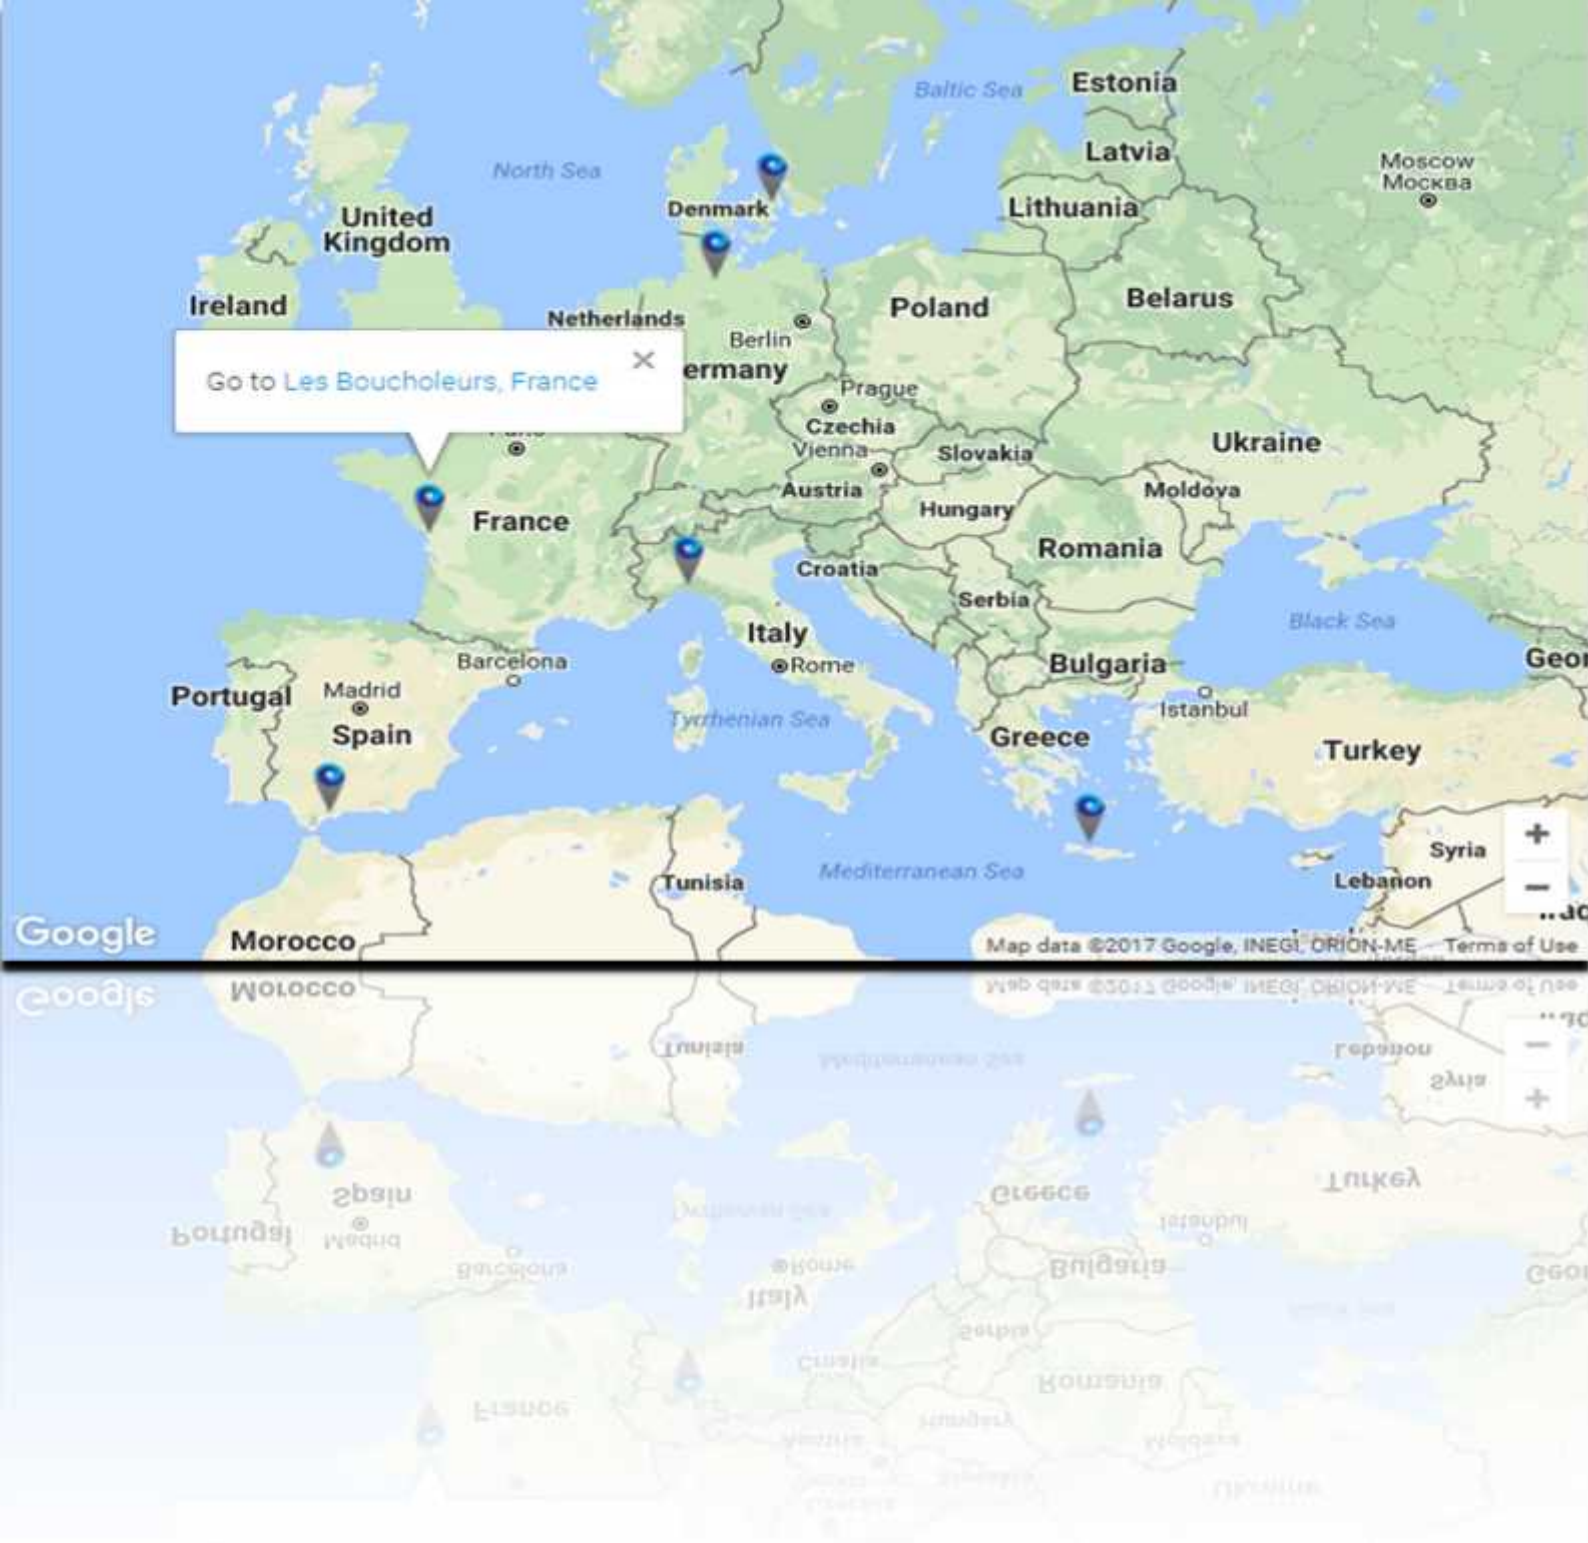 Estonia
Baltic Sea
Latvia
Moscow
Москва
North Sea
Denmark
Lithuania
United
Kingdom
Ireland
Netherlands
Poland
Belarus
Berlin
ermany
Go to Les Boucholeurs, France
Prague
Czechia
Vienna
Slovakia
Ukraine
Austria
Hungary
Moldova
France
Romania
Croatia
Serbia
Black Sea
Italy
Rome
Barcelona
Bulgaria
Geor
Portugal
Madrid
Spain
Tyrrhenian Sea
Istanbul
Greece
Turkey
Syria
Mediterranean Sea
Tunisia
Lebanon
Google
Morocco
Map data ©2017 Google, INEGI, ORION-ME
Terms of Use